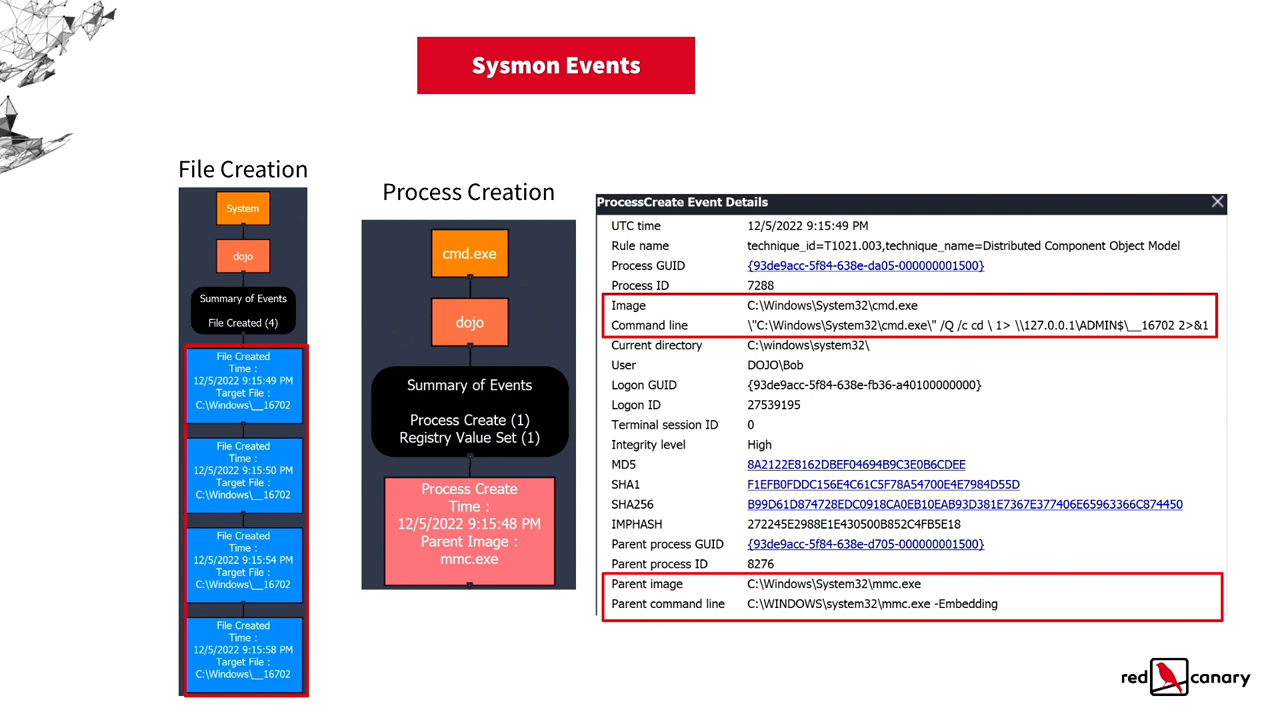 Sysmon Events
File Creation
System
dojo
Summary of Events
File Created (4)
File Created
Time :
12/5/2022 9:15:49 PM
Target File :
C:\Windows\__16702
File Created
Time :
12/5/2022 9:15:50 PM
Target File :
C:\Windows\__16702
File Created
Time :
12/5/2022 9:15:54 PM
Target File :
C:\Windows\__16702
File Created
Time :
12/5/2022 9:15:58 PM
Target File :
C:\Windows\__16702
Process Creation
cmd.exe
dojo
Summary of Events
Process Create (1)
Registry Value Set (1)
Process Create
Time :
12/5/2022 9:15:48 PM
Parent Image :
mmc.exe
ProcessCreate Event Details
UTC time 12/5/2022 9:15:49 PM
Rule name technique_id=T1021.003,technique_name=Distributed Component Object Model
Process GUID {93de9acc-5f84-638e-da05-000000001500}
Process ID 7288
Image C:\Windows\System32\cmd.exe
Command line \"C:\Windows\System32\cmd.exe\" /Q /c cd \ 1> \\127.0.0.1\ADMIN$\__16702 2>&1
Current directory C:\windows\system32\
User DOJO\Bob
Logon GUID {93de9acc-5f84-638e-fb36-a40100000000}
Logon ID 27539195
Terminal session ID 0
Integrity level High
MD5 8A2122E8162DBEF04694B9C3E0B6CDEE
SHA1 F1EFB0FDDC156E4C61C5F78A54700E4E7984D55D
SHA256 B99D61D874728EDC0918CA0EB10EAB93D381E7367E377406E65963366C874450
IMPHASH 272245E2988E1E430500B852C4FB5E18
Parent process GUID {93de9acc-5f84-638e-d705-000000001500}
Parent process ID 8276
Parent image C:\Windows\System32\mmc.exe
Parent command line C:\WINDOWS\system32\mmc.exe -Embedding
red canary